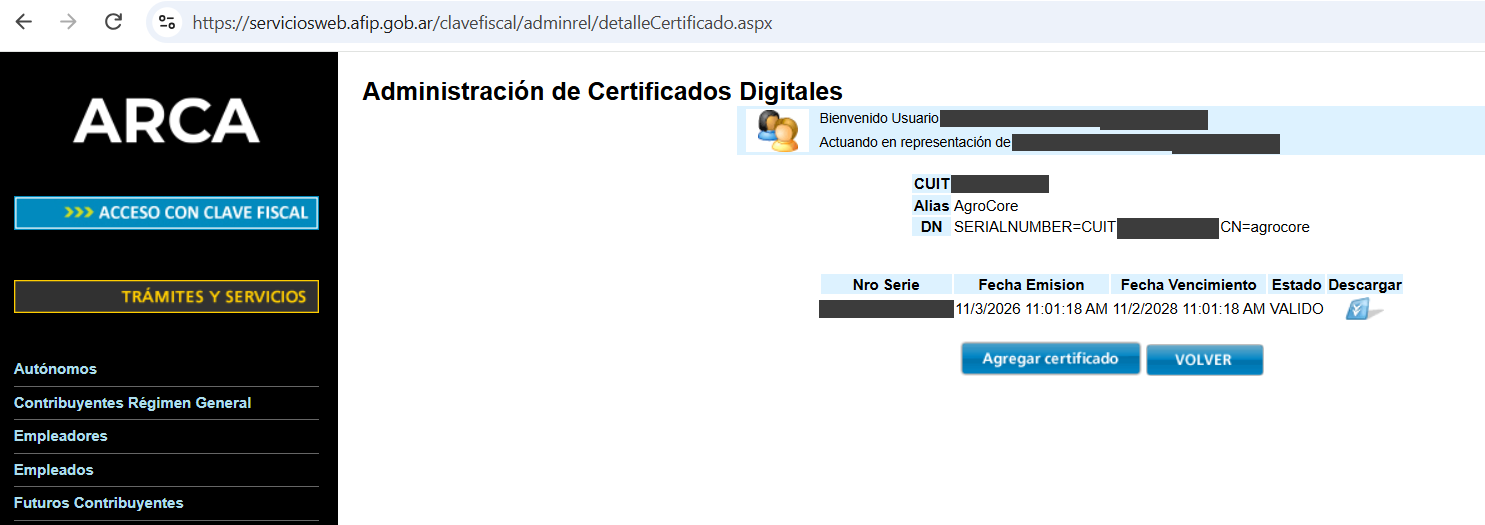 https://serviciosweb.afip.gob.ar/clavefiscal/adminrel/detalleCertificado.aspx
ARCA
>>> ACCESO CON CLAVE FISCAL
TRÁMITES Y SERVICIOS
Autónomos
Contribuyentes Régimen General
Empleadores
Empleados
Futuros Contribuyentes
Administración de Certificados Digitales
Bienvenido Usuario
Actuando en representación de
CUIT
Alias AgroCore
DN SERIALNUMBER=CUIT CN=agrocore
Nro Serie Fecha Emision Fecha Vencimiento Estado Descargar
11/3/2026 11:01:18 AM 11/2/2028 11:01:18 AM VALIDO
Agregar certificado VOLVER